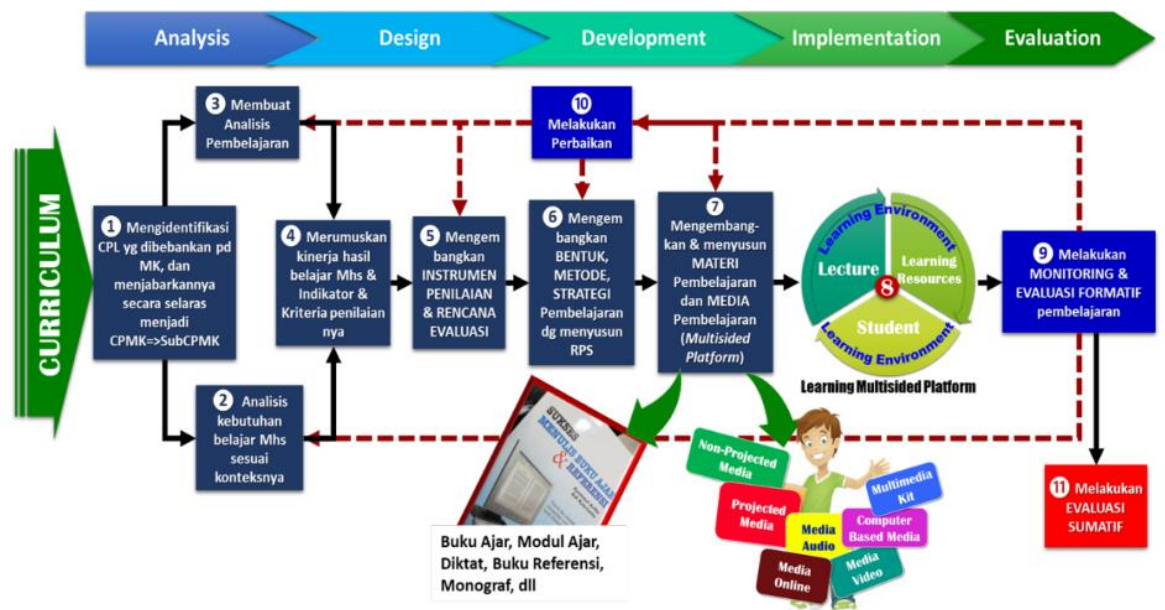 Analysis
Design
Development
Implementation
Evaluation
CURRICULUM
1 Mengidentifikasi
CPL yg dibebankan pd
MK, dan
menjabarkannya
secara selaras
menjadi
CPMK=>SubCPMK
3 Membuat
Analisis
Pembelajaran
2 Analisis
kebutuhan
belajar Mhs
sesuai
konteksnya
4 Merumuskan
kinerja hasil
belajar Mhs &
Indikator &
Kriteria penilaian
nya
5 Mengem
bangkan
INSTRUMEN
PENILAIAN
& RENCANA
EVALUASI
10
Melakukan
Perbaikan
6 Mengem
bangkan
BENTUK,
METODE,
STRATEGI
Pembelajaran
dg menyusun
RPS
7
Mengembang-
kan & menyusun
MATERI
Pembelajaran
dan MEDIA
Pembelajaran
(Multisided
Platform)
Learning Environment
Lecture
Learning
Resources
8
Student
Learning Environment
Learning Multisided Platform
9 Melakukan
MONITORING &
EVALUASI FORMATIF
pembelajaran
11 Melakukan
EVALUASI
SUMATIF
SUKSES
MENULIS BUKU AJAR
& REFERENSI
Buku Ajar, Modul Ajar,
Diktat, Buku Referensi,
Monograf, dll
Non-Projected
Media
Projected
Media
Media
Audio
Media
Online
Multimedia
Kit
Computer
Based Media
Media
Video